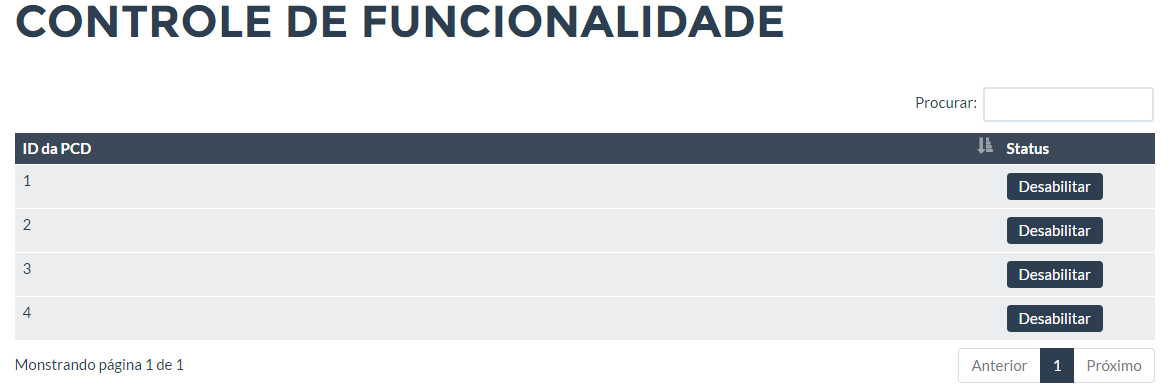 CONTROLE DE FUNCIONALIDADE
Procurar:
ID da PCD Status
1 Desabilitar
2 Desabilitar
3 Desabilitar
4 Desabilitar
Monstrando página 1 de 1 Anterior 1 Próximo